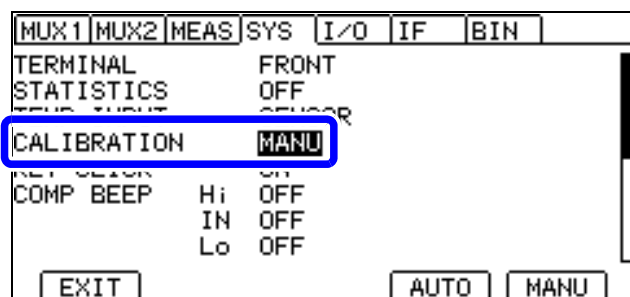 MUX1 MUX2 MEAS SYS I/O IF BIN
TERMINAL FRONT
STATISTICS OFF
CALIBRATION MANU
COMP BEEP Hi OFF
IN OFF
Lo OFF
EXIT AUTO MANU